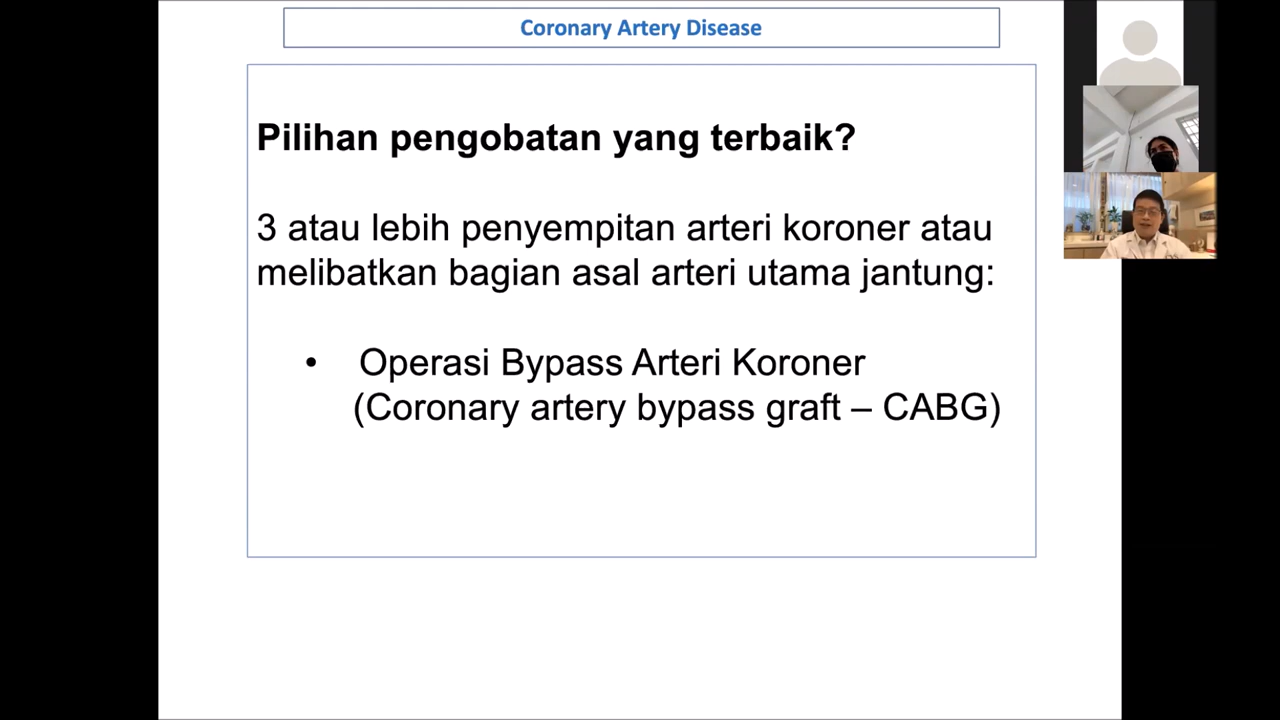 Coronary Artery Disease
Pilihan pengobatan yang terbaik?
3 atau lebih penyempitan arteri koroner atau
melibatkan bagian asal arteri utama jantung:
• Operasi Bypass Arteri Koroner
(Coronary artery bypass graft – CABG)